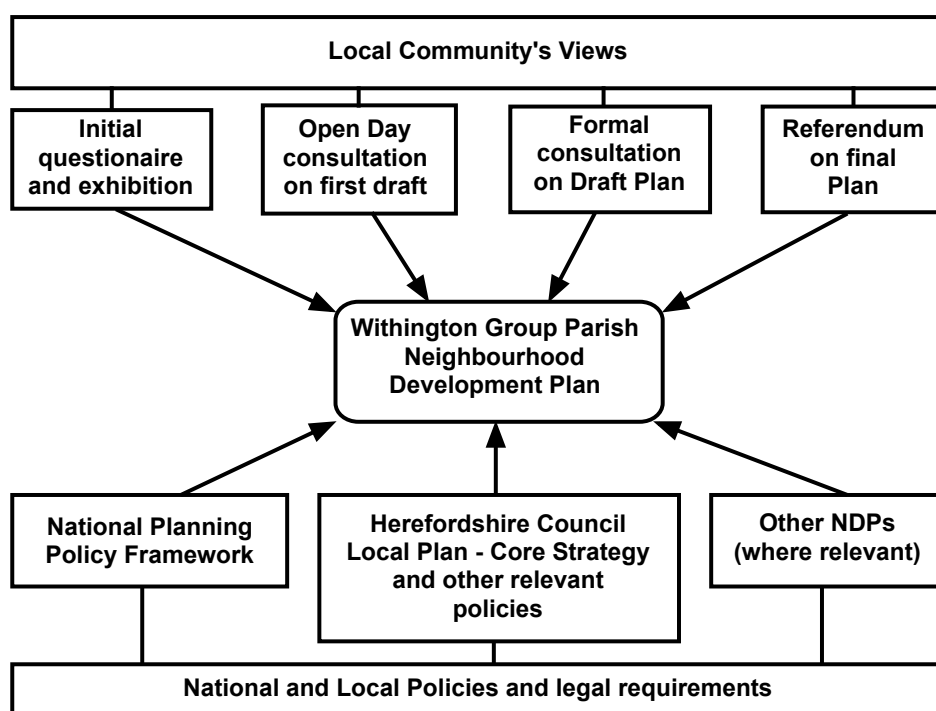 Local Community's Views
Initial
questionaire
and exhibition
Open Day
consultation
on first draft
Formal
consultation
on Draft Plan
Referendum
on final
Plan
Withington Group Parish
Neighbourhood
Development Plan
National Planning
Policy Framework
Herefordshire Council
Local Plan - Core Strategy
and other relevant
policies
Other NDPs
(where relevant)
National and Local Policies and legal requirements